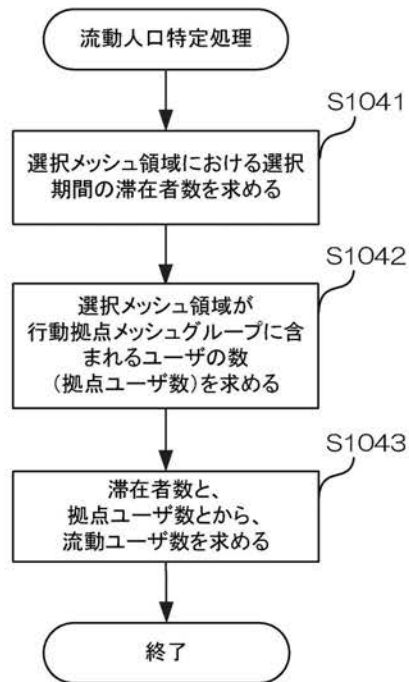 流動人口特定処理
S1041
選択メッシュ領域における選択
期間の滞在者数を求める
S1042
選択メッシュ領域が
行動拠点メッシュグループに含
まれるユーザの数
(拠点ユーザ数)を求める
S1043
滞在者数と、
拠点ユーザ数とから、
流動ユーザ数を求める
終了